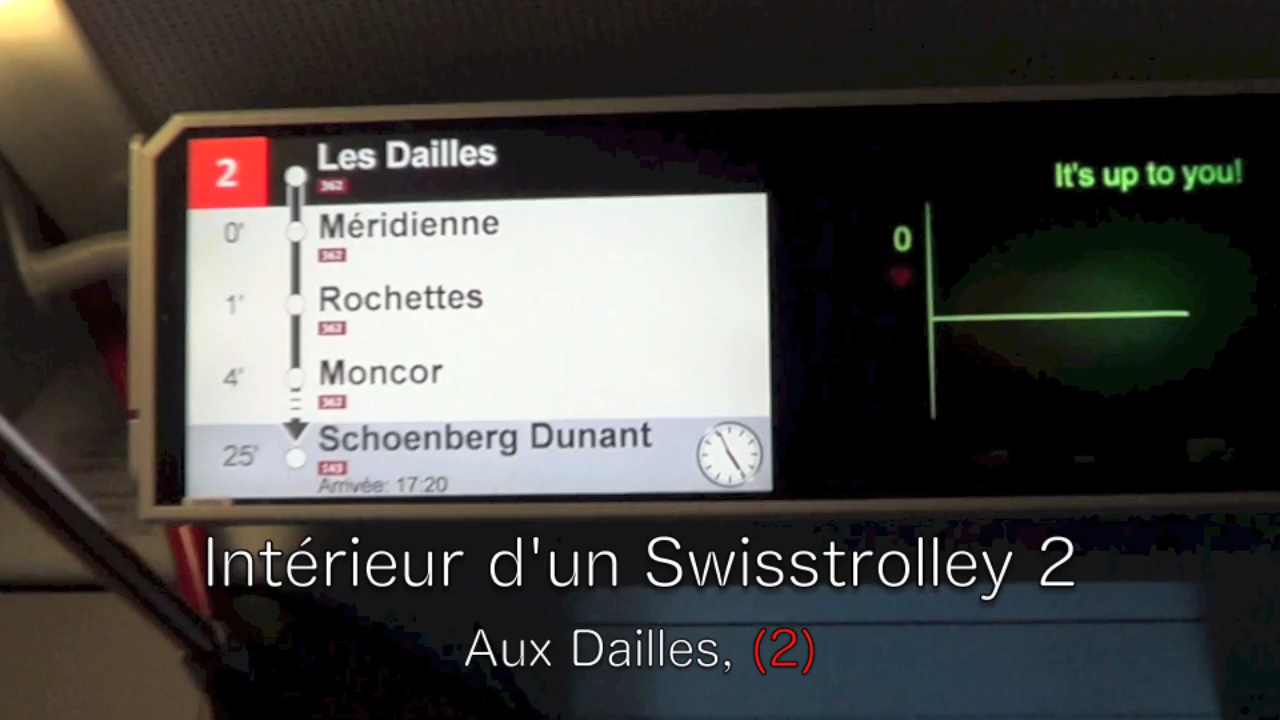 2
Les Dailles
362
0' Méridienne
362
1' Rochettes
362
4' Moncor
362
25' Schoenberg Dunant
143
Arrivée: 17:20
It's up to you!
0
Intérieur d'un Swisstrolley 2
Aux Dailles, (2)